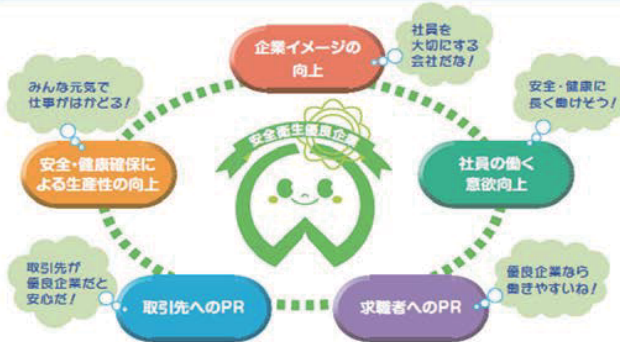 企業イメージの
向上
社員を
大切にする
会社だな!
みんな元気で
仕事がはかどる!
安全・健康に
長く働けそう!
安全衛生優良企業
安全・健康確保に
よる生産性の向上
社員の働く
意欲向上
取引先が
優良企業だと
安心だ!
取引先へのPR
求職者へのPR
優良企業なら
働きやすいね!